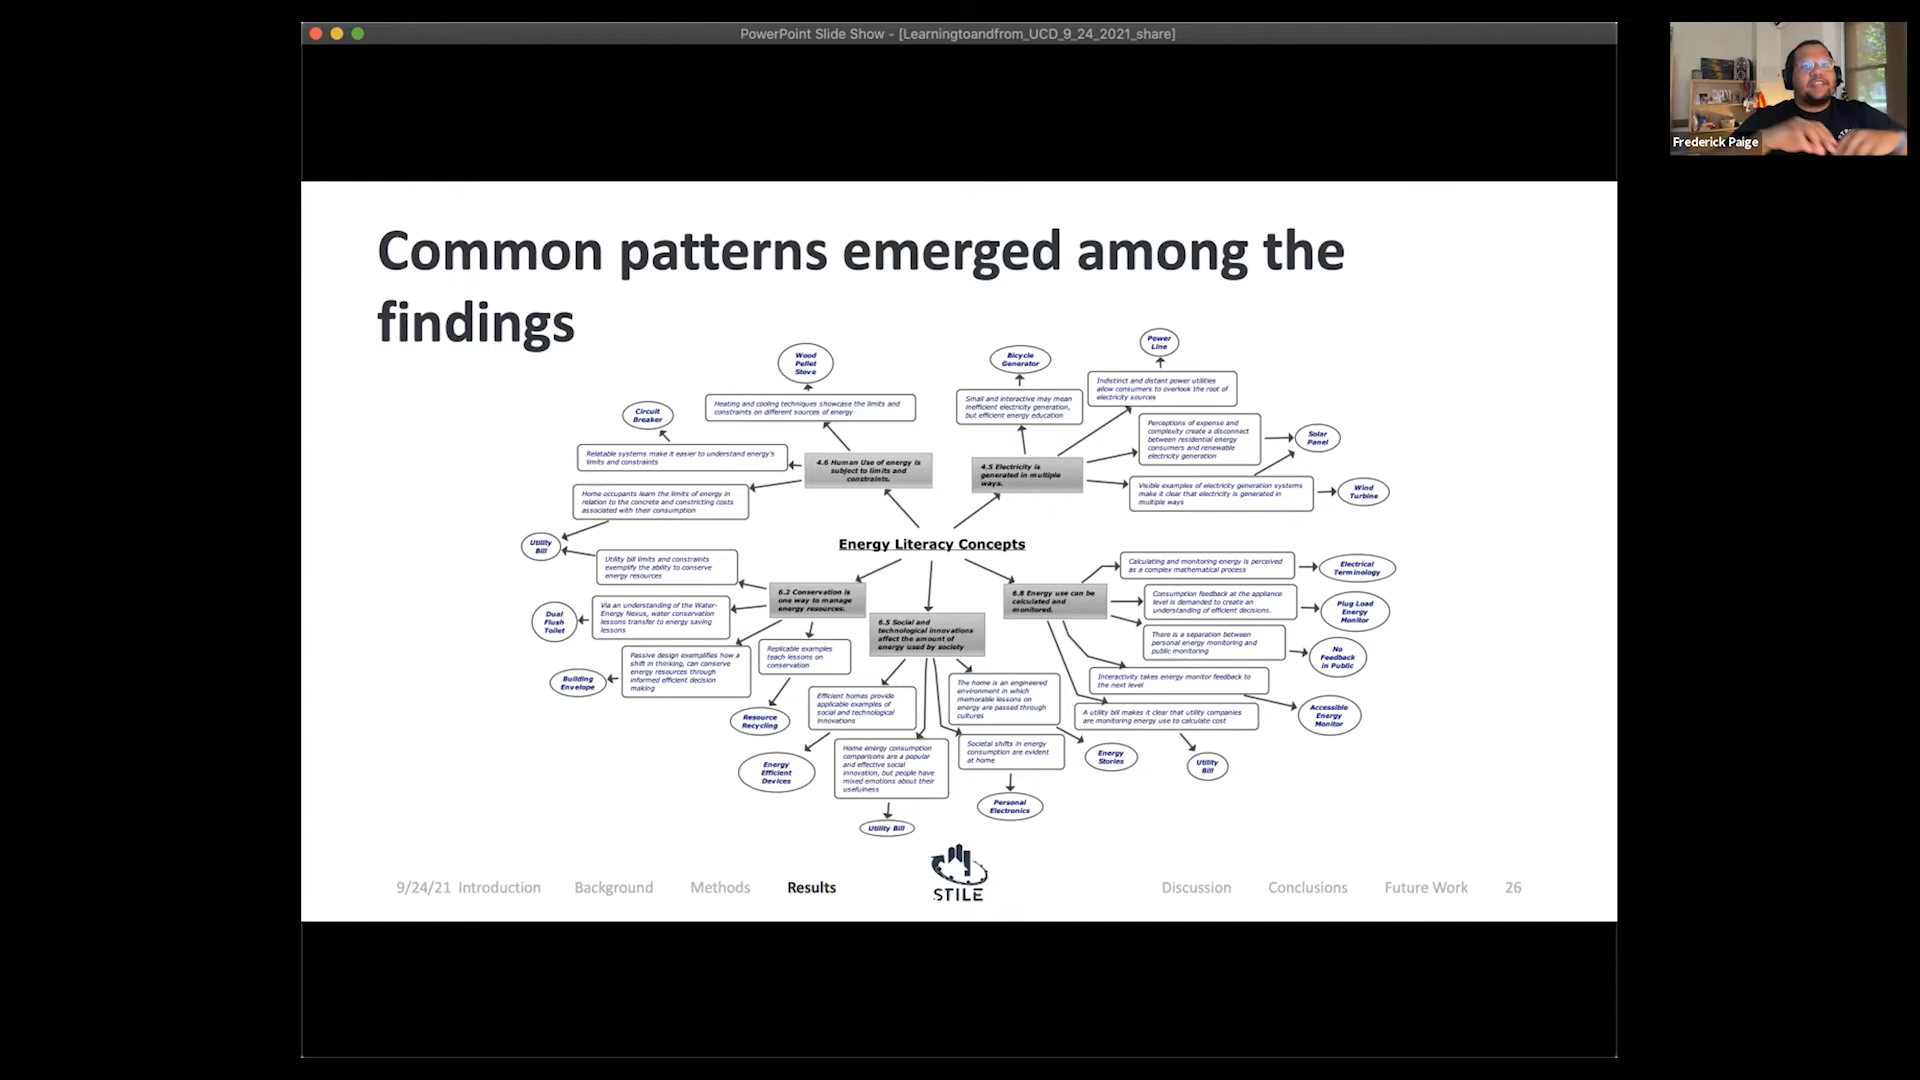 PowerPoint Slide Show - [Learningtoandfrom_UCD_9_24_2021_share]
Frederick Paige
Common patterns emerged among the
findings
Wood
Pellet
Stove
Heating and cooling techniques showcase the limits and
constraints on different sources of energy
Circuit
Breaker
Relatable systems make it easier to understand energy's
limits and constraints
4.6 Human Use of energy is
subject to limits and
constraints.
Home occupants learn the limits of energy in
relation to the concrete and constricting costs
associated with their consumption
Utility
Bill
Bicycle
Generator
Small and interactive may mean
inefficient electricity generation,
but efficient energy education
Power
Line
Indistinct and distant power utilities
allow consumers to overlook the root of
electricity sources
Perceptions of expense and
complexity create a disconnect
between residential energy
consumers and renewable
electricity generation
Solar
Panel
4.5 Electricity is
generated in multiple
ways.
Visible examples of electricity generation systems
make it clear that electricity is generated in
multiple ways
Wind
Turbine
Energy Literacy Concepts
Utility bill limits and constraints
exemplify the ability to conserve
energy resources
6.2 Conservation is
one way to manage
energy resources.
Via an understanding of the Water-
Energy Nexus, water conservation
lessons transfer to energy saving
lessons
Dual
Flush
Toilet
Passive design exemplifies how a
shift in thinking, can conserve
energy resources through
informed efficient decision
making
Building
Envelope
Replicable examples
teach lessons on
conservation
Resource
Recycling
6.5 Social and
technological innovations
affect the amount of
energy used by society
Efficient homes provide
applicable examples of
social and technological
innovations
Energy
Efficient
Devices
Home energy consumption
comparisons are a popular
and effective social
innovation, but people have
mixed emotions about their
usefulness
Utility Bill
The home is an engineered
environment in which
memorable lessons on
energy are passed through
cultures
Energy
Stories
Societal shifts in energy
consumption are evident
at home
Personal
Electronics
6.8 Energy use can be
calculated and
monitored.
Calculating and monitoring energy is perceived
as a complex mathematical process
Electrical
Terminology
Consumption feedback at the appliance
level is demanded to create an
understanding of efficient decisions.
Plug Load
Energy
Monitor
There is a separation between
personal energy monitoring and
public monitoring
No
Feedback
in Public
Interactivity takes energy monitor feedback to
the next level
Accessible
Energy
Monitor
A utility bill makes it clear that utility companies
are monitoring energy use to calculate cost
Utility
Bill
9/24/21 Introduction Background Methods Results
STILE
Discussion Conclusions Future Work 26